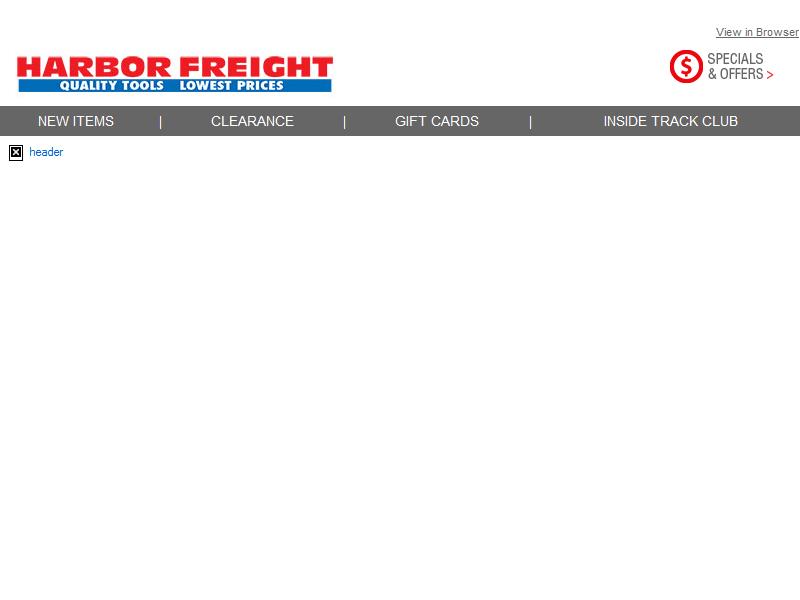 View in Browser
HARBOR FREIGHT
QUALITY TOOLS LOWEST PRICES
SPECIALS
& OFFERS >
NEW ITEMS | CLEARANCE | GIFT CARDS | INSIDE TRACK CLUB
header